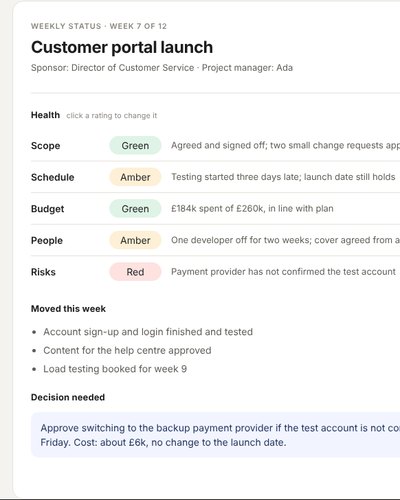 WEEKLY STATUS · WEEK 7 OF 12
Customer portal launch
Sponsor: Director of Customer Service · Project manager: Ada
Health click a rating to change it
Scope Green Agreed and signed off; two small change requests app
Schedule Amber Testing started three days late; launch date still holds
Budget Green £184k spent of £260k, in line with plan
People Amber One developer off for two weeks; cover agreed from a
Risks Red Payment provider has not confirmed the test account
Moved this week
• Account sign-up and login finished and tested
• Content for the help centre approved
• Load testing booked for week 9
Decision needed
Approve switching to the backup payment provider if the test account is not co
Friday. Cost: about £6k, no change to the launch date.